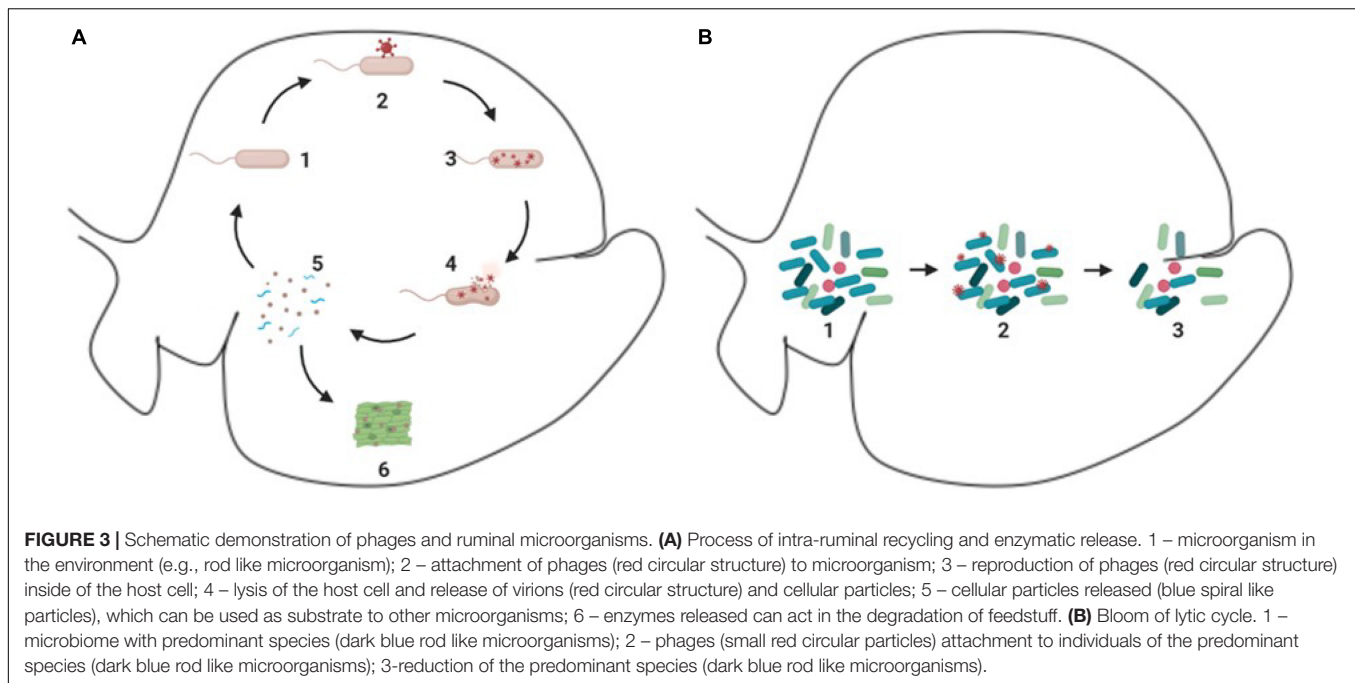 A
B
2
1
3
5
4
6
1
2
3
FIGURE 3 | Schematic demonstration of phages and ruminal microorganisms. (A) Process of intra-ruminal recycling and enzymatic release. 1 – microorganism in
the environment (e.g., rod like microorganism); 2 – attachment of phages (red circular structure) to microorganism; 3 – reproduction of phages (red circular structure)
inside of the host cell; 4 – lysis of the host cell and release of virions (red circular structure) and cellular particles; 5 – cellular particles released (blue spiral like
particles), which can be used as substrate to other microorganisms; 6 – enzymes released can act in the degradation of feedstuff. (B) Bloom of lytic cycle. 1 –
microbiome with predominant species (dark blue rod like microorganisms); 2 – phages (small red circular particles) attachment to individuals of the predominant
species (dark blue rod like microorganisms); 3-reduction of the predominant species (dark blue rod like microorganisms).